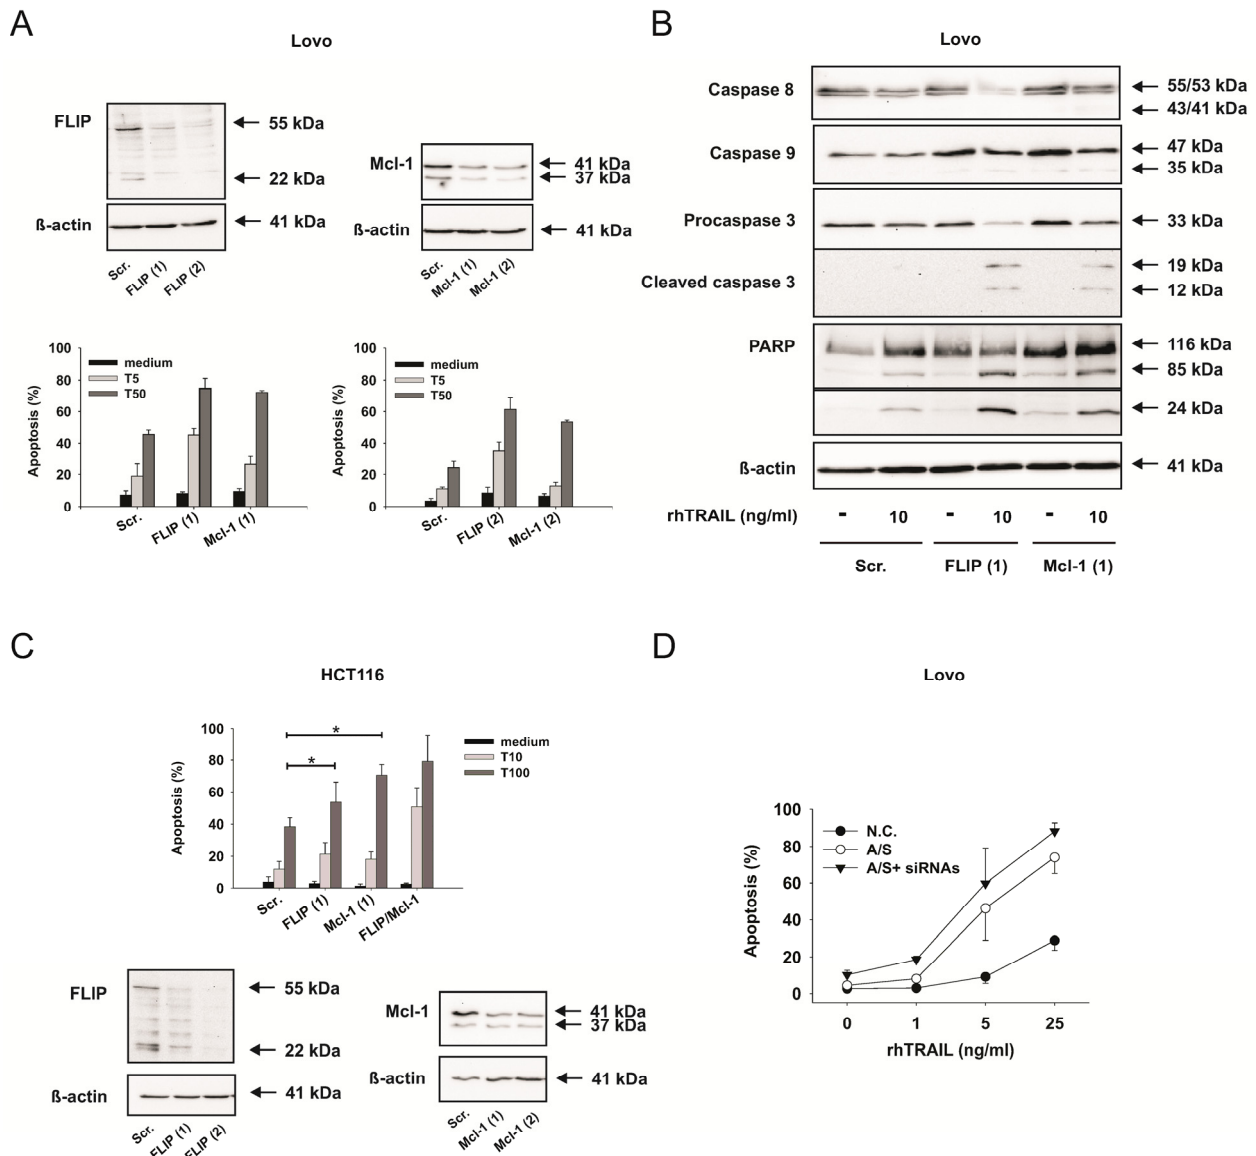 A
Lovo
FLIP
55 kDa
22 kDa
ß-actin
41 kDa
Scr.
FLIP (1)
FLIP (2)
Mcl-1
41 kDa
37 kDa
ß-actin
41 kDa
Scr.
Mcl-1 (1)
Mcl-1 (2)
Apoptosis (%)
100
80
60
40
20
0
medium
T5
T50
Scr.
FLIP (1)
Mcl-1 (1)
Apoptosis (%)
100
80
60
40
20
0
medium
T5
T50
Scr.
FLIP (2)
Mcl-1 (2)
B
Lovo
Caspase 8
55/53 kDa
43/41 kDa
Caspase 9
47 kDa
35 kDa
Procaspase 3
33 kDa
Cleaved caspase 3
19 kDa
12 kDa
PARP
116 kDa
85 kDa
24 kDa
ß-actin
41 kDa
rhTRAIL (ng/ml)
- 10 - 10 - 10
Scr. FLIP (1) Mcl-1 (1)
C
HCT116
Apoptosis (%)
100
80
60
40
20
0
*
*
medium
T10
T100
Scr.
FLIP (1)
Mcl-1 (1)
FLIP/Mcl-1
FLIP
55 kDa
22 kDa
ß-actin
41 kDa
Scr.
FLIP (1)
FLIP (2)
Mcl-1
41 kDa
37 kDa
ß-actin
41 kDa
Scr.
Mcl-1 (1)
Mcl-1 (2)
D
Lovo
Apoptosis (%)
100
80
60
40
20
0
N.C.
A/S
A/S+ siRNAs
0 1 5 25
rhTRAIL (ng/ml)